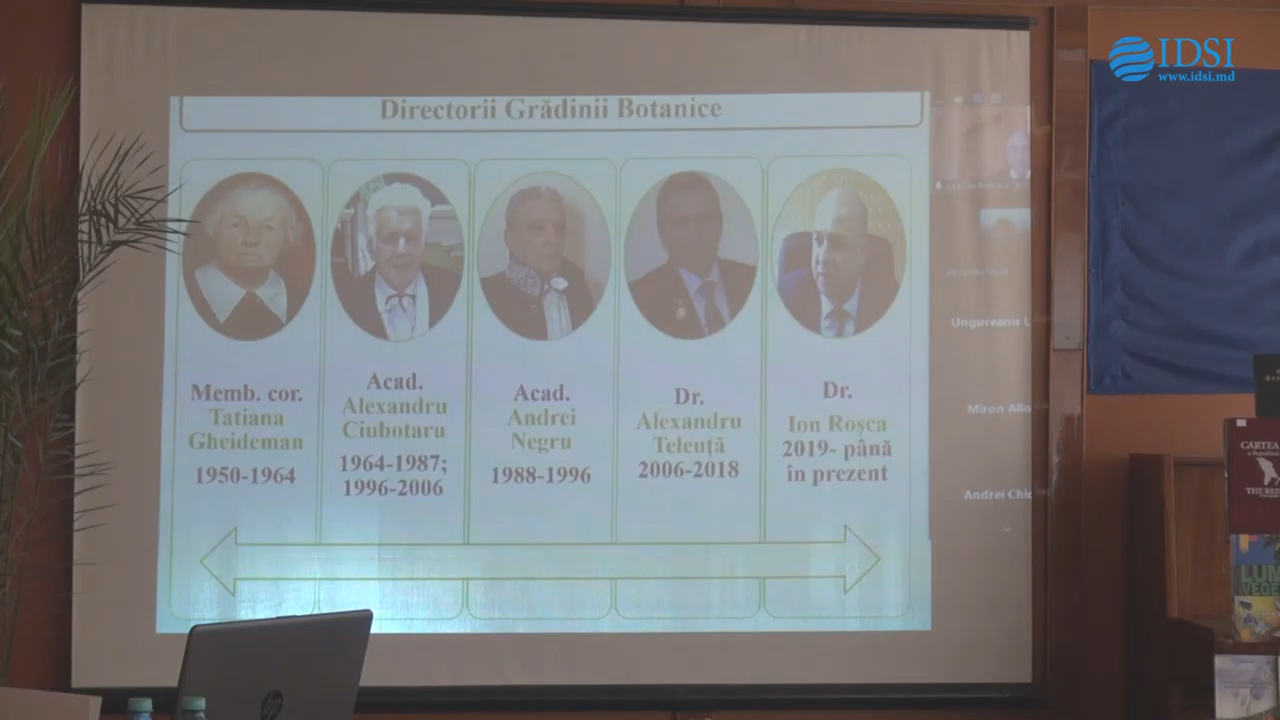 IDSI
www.idsi.md
Directorii Grădinii Botanice
Memb. cor.
Tatiana
Gheideman
1950-1964
Acad.
Alexandru
Ciubotaru
1964-1987;
1996-2006
Acad.
Andrei
Negru
1988-1996
Dr.
Alexandru
Teleuță
2006-2018
Dr.
Ion Roșca
2019- până
în prezent
Ungureanu
Miron
Andrei
CARTEA
hp